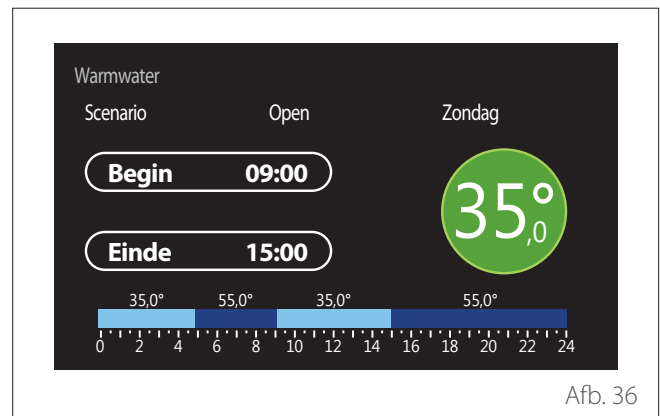 Warmwater
Scenario Open Zondag
Begin 09:00
35,0°
Einde 15:00
35,0° 55,0° 35,0° 55,0°
0 2 4 6 8 10 12 14 16 18 20 22 24
Afb. 36